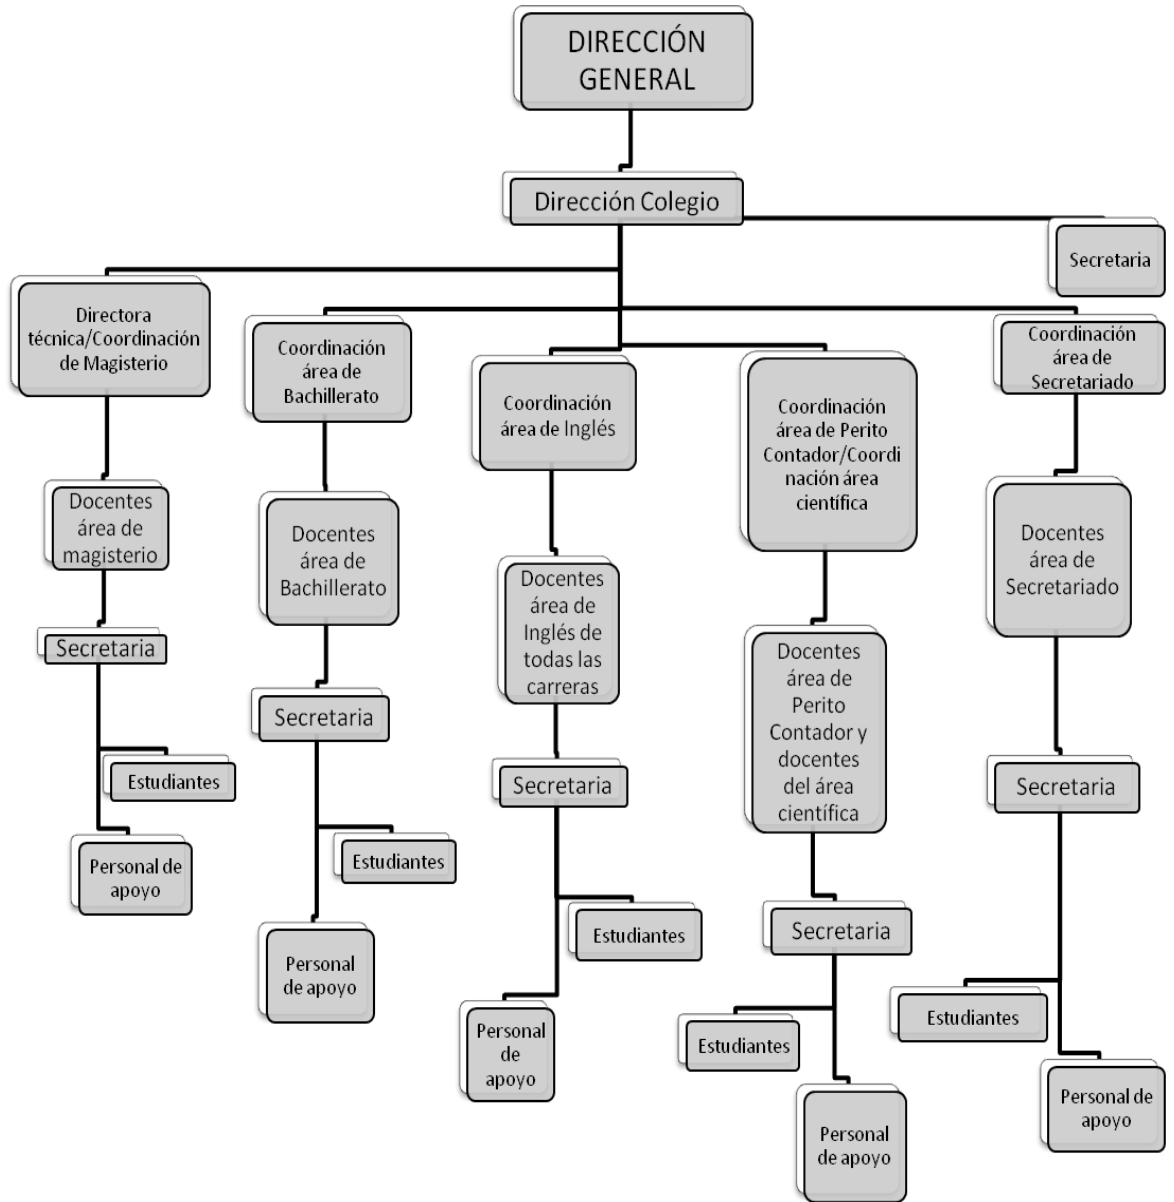 DIRECCIÓN
GENERAL
Dirección Colegio
Secretaria
Directora
técnica/Coordinación
de Magisterio
Coordinación
área de
Bachillerato
Coordinación
área de Inglés
Coordinación
área de Perito
Contador/Coordi
nación área
científica
Coordinación
área de
Secretariado
Docentes
área de
magisterio
Docentes
área de
Bachillerato
Docentes
área de
Inglés de
todas las
carreras
Docentes
área de
Perito
Contador y
docentes
del área
científica
Docentes
área de
Secretariado
Secretaria
Secretaria
Secretaria
Secretaria
Secretaria
Estudiantes
Personal de
apoyo
Estudiantes
Personal
de apoyo
Estudiantes
Personal
de
apoyo
Estudiantes
Personal
de apoyo
Estudiantes
Personal de
apoyo